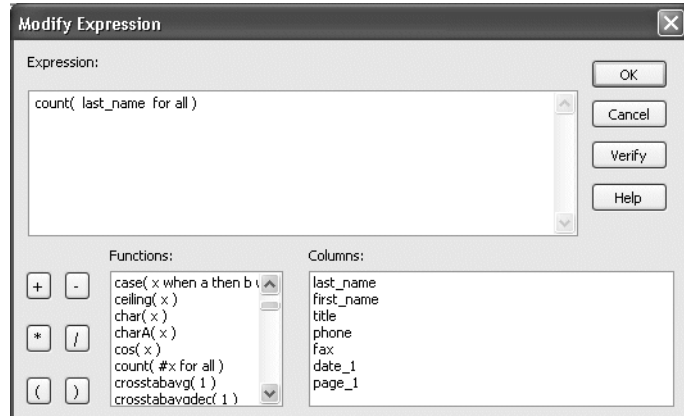 Modify Expression
Expression:
count( last_name for all )
OK
Cancel
Verify
Help
+ -
* /
( )
Functions:
case( x when a then b
ceiling( x )
char( x )
charA( x )
cos( x )
count( #x for all )
crosstabavg( 1 )
crosstabavgdec( 1 )
Columns:
last_name
first_name
title
phone
fax
date_1
page_1